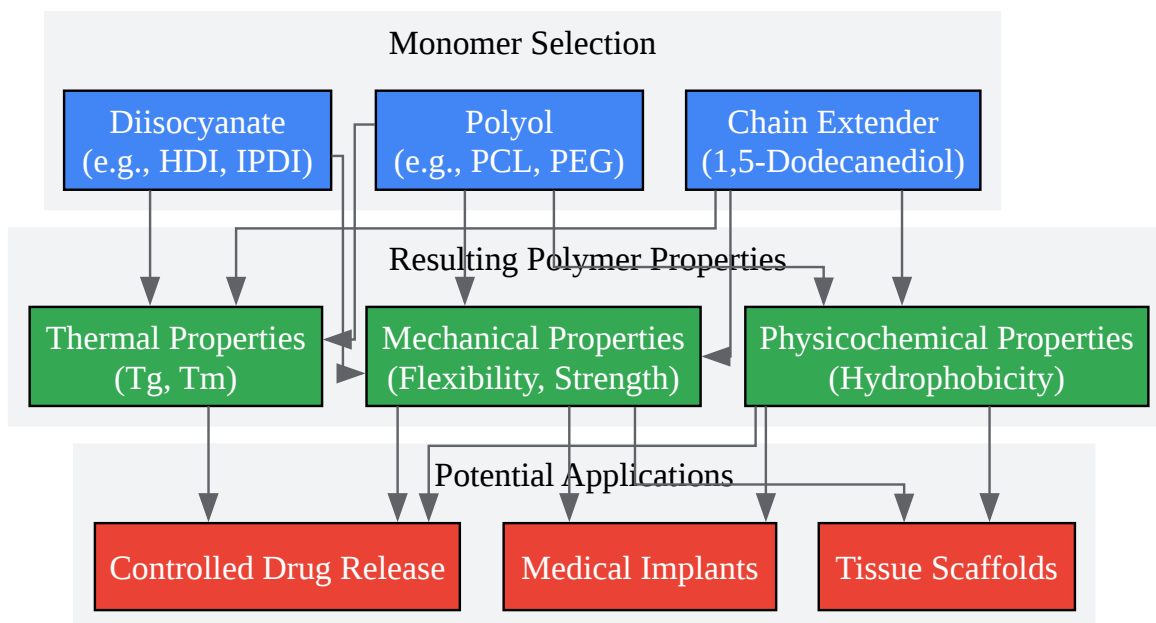 Monomer Selection
Diisocyanate
(e.g., HDI, IPDI)
Polyol
(e.g., PCL, PEG)
Chain Extender
(1,5-Dodecanediol)
Resulting Polymer Properties
Thermal Properties
(Tg, Tm)
Mechanical Properties
(Flexibility, Strength)
Physicochemical Properties
(Hydrophobicity)
Potential Applications
Controlled Drug Release
Medical Implants
Tissue Scaffolds